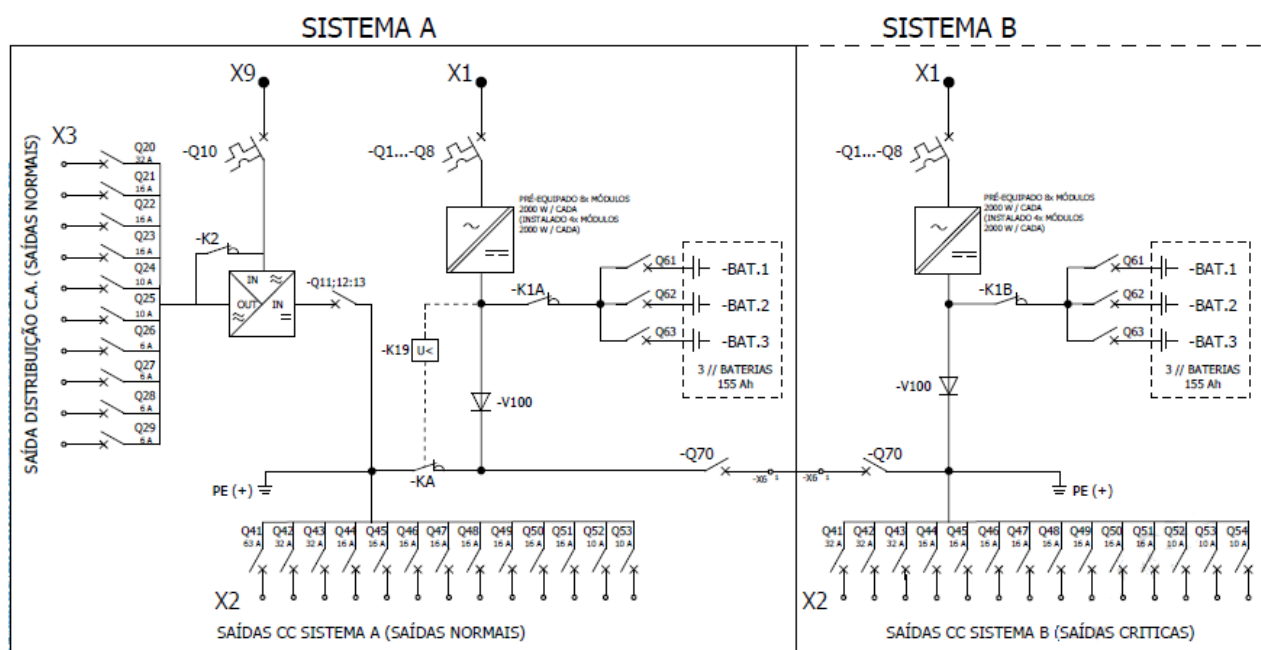 SISTEMA A
SISTEMA B
X9
X1
X1
X3
SAÍDA DISTRIBUIÇÃO C.A. (SAÍDAS NORMAIS)
Q20
32 A
Q21
16 A
Q22
16 A
Q23
16 A
Q24
10 A
Q25
10 A
Q26
6 A
Q27
6 A
Q28
6 A
Q29
6 A
-Q10
-K2
IN
OUT
IN
-Q11;12:13
-Q1...-Q8
PRÉ-EQUIPADO 8x MÓDULOS
2000 W / CADA
(INSTALADO 4x MÓDULOS
2000 W / CADA)
-K1A
Q61
-BAT.1
Q62
-BAT.2
Q63
-BAT.3
3 // BATERIAS
155 Ah
-K19
U<
-V100
-KA
PE (+)
-Q70
-X6
1
-Q1...-Q8
PRÉ-EQUIPADO 8x MÓDULOS
2000 W / CADA
(INSTALADO 4x MÓDULOS
2000 W / CADA)
-K1B
Q61
-BAT.1
Q62
-BAT.2
Q63
-BAT.3
3 // BATERIAS
155 Ah
-V100
-X6
1
-Q70
PE (+)
Q41 Q42 Q43 Q44 Q45 Q46 Q47 Q48 Q49 Q50 Q51 Q52 Q53
63 A 32 A 32 A 16 A 16 A 16 A 16 A 16 A 16 A 16 A 16 A 10 A 10 A
X2
SAÍDAS CC SISTEMA A (SAÍDAS NORMAIS)
Q41 Q42 Q43 Q44 Q45 Q46 Q47 Q48 Q49 Q50 Q51 Q52 Q53 Q54
32 A 32 A 32 A 16 A 16 A 16 A 16 A 16 A 16 A 16 A 16 A 10 A 10 A 10 A
X2
SAÍDAS CC SISTEMA B (SAÍDAS CRITICAS)